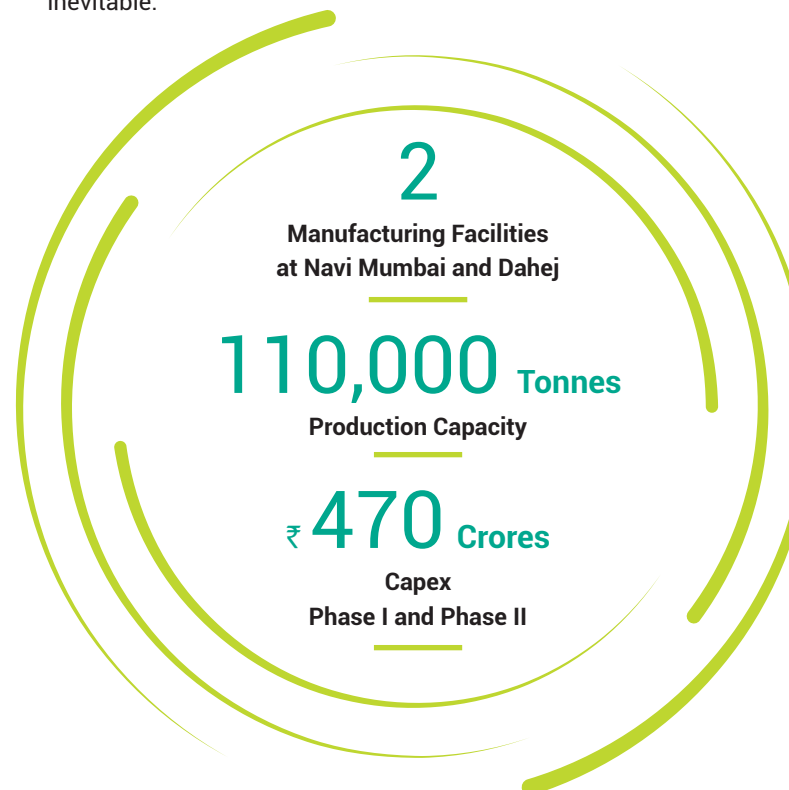 inevitable.
2
Manufacturing Facilities
at Navi Mumbai and Dahej
110,000 Tonnes
Production Capacity
₹ 470 Crores
Capex
Phase I and Phase II